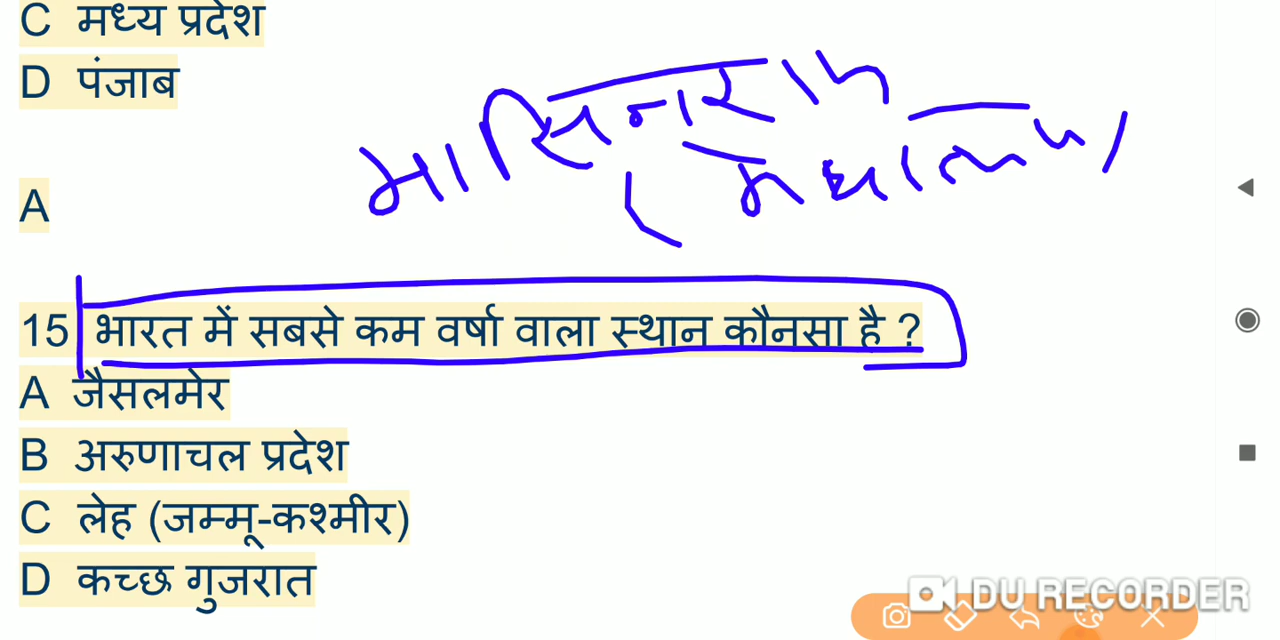 C मध्य प्रदेश
D पंजाब
मासिनराम
(मेघालय)
A
15 भारत में सबसे कम वर्षा वाला स्थान कौनसा है ?
A जैसलमेर
B अरुणाचल प्रदेश
C लेह (जम्मू-कश्मीर)
D कच्छ गुजरात
DU RECORDER